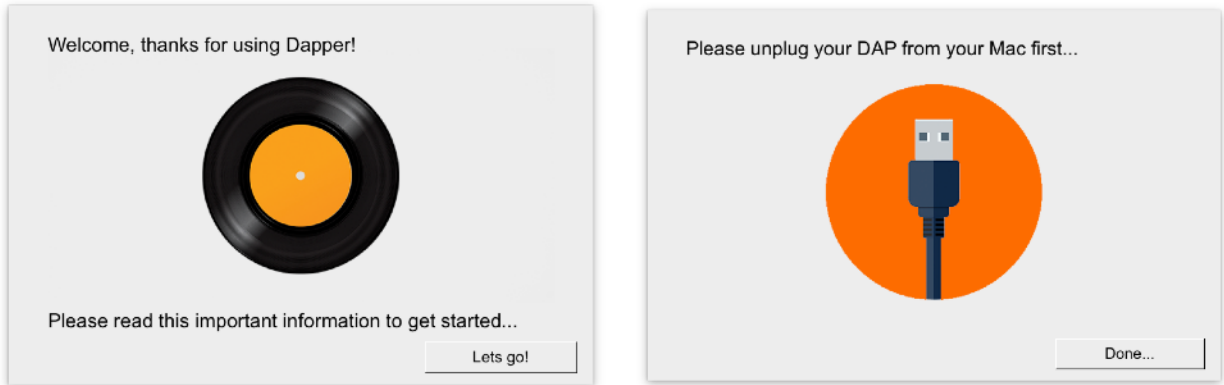 Welcome, thanks for using Dapper!
Please read this important information to get started...
Lets go!
Please unplug your DAP from your Mac first...
Done...